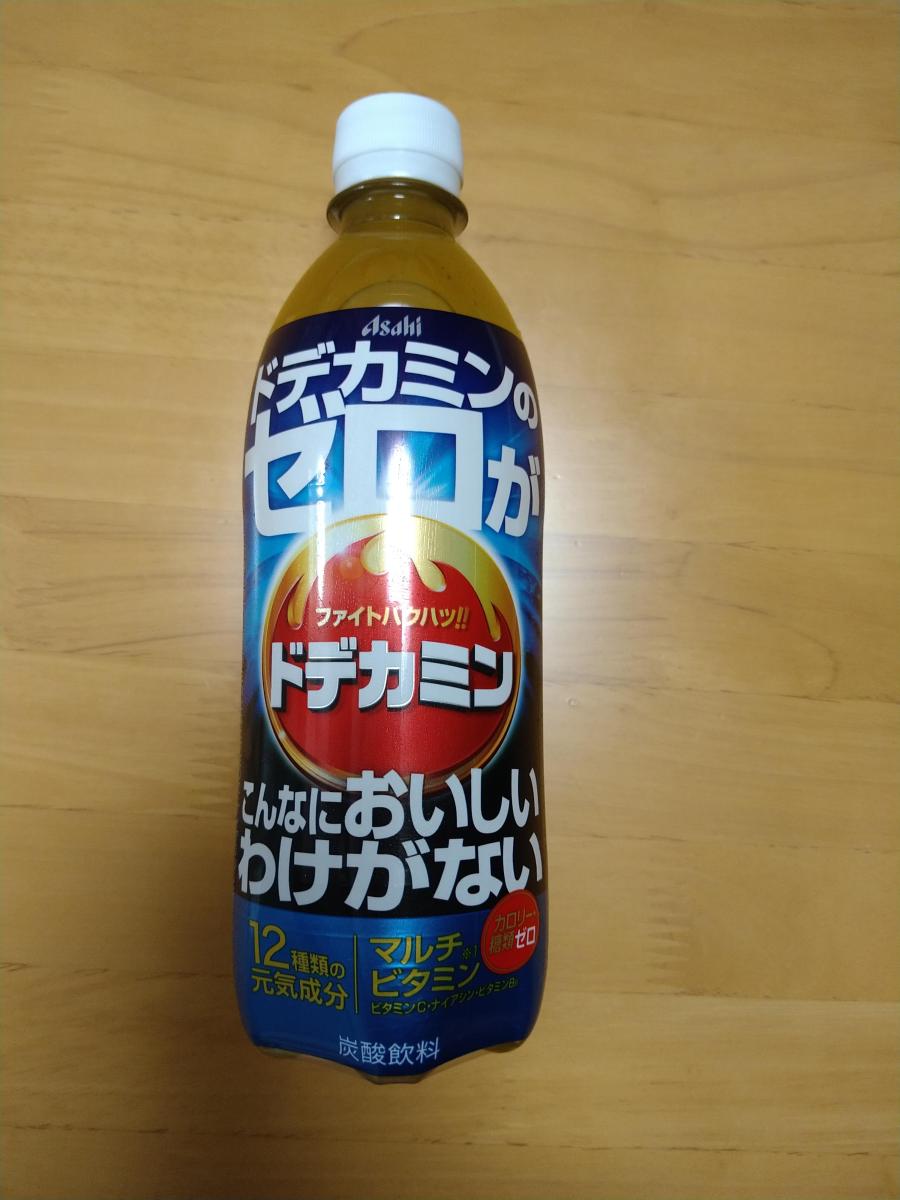 Asahi
ドデカミンの
ゼロが
ファイトバクハツ!!
ドデカミン
こんなにおいしい
わけがない
カロリー・
糖類ゼロ
12種類の
元気成分
マルチ
ビタミン※1
ビタミンC・ナイアシン・ビタミンB6
炭酸飲料